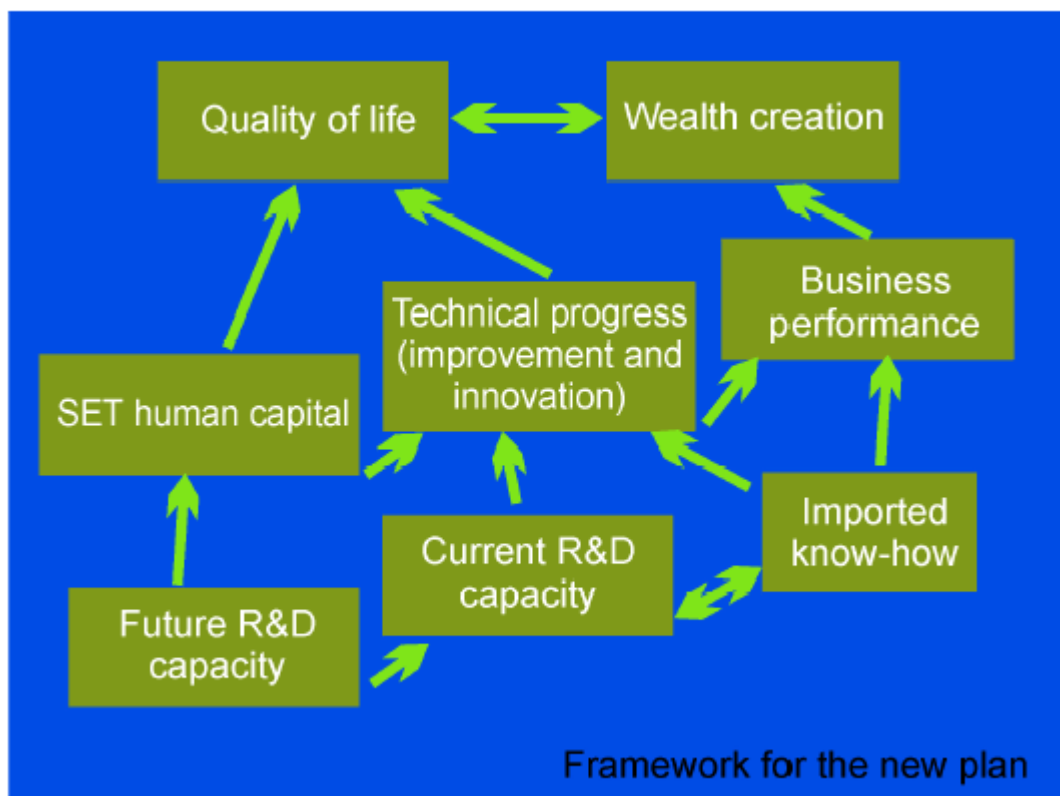 Quality of life
Wealth creation
Business
performance
Technical progress
(improvement and
innovation)
SET human capital
Imported
know-how
Current R&D
capacity
Future R&D
capacity
Framework for the new plan